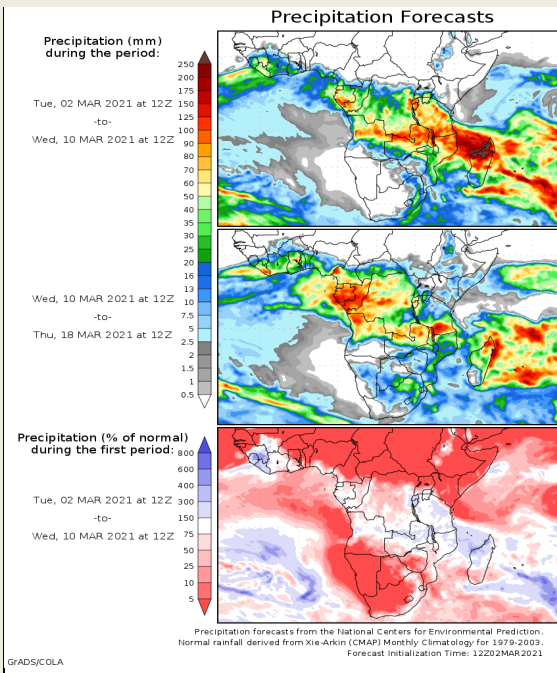 Precipitation Forecasts
Precipitation (mm)
during the period:
250
200
175
Tue, 02 MAR 2021 at 12Z 150
125
-to-
100
Wed, 10 MAR 2021 at 12Z 90
80
70
60
50
40
35
30
25
20
16
13
Wed, 10 MAR 2021 at 12Z 10
7.5
-to-
5
Thu, 18 MAR 2021 at 12Z 2.5
2
1.5
1
0.5
Precipitation (% of normal)
during the first period: 800
600
400
Tue, 02 MAR 2021 at 12Z 300
-to- 150
Wed, 10 MAR 2021 at 12Z 75
50
25
10
5
Precipitation forecasts from the National Centers for Environmental Prediction.
Normal rainfall derived from Xie-Arkin (CMAP) Monthly Climatology for 1979-2003.
Forecast Initialization Time: 12Z02MAR2021
GrADS/COLA